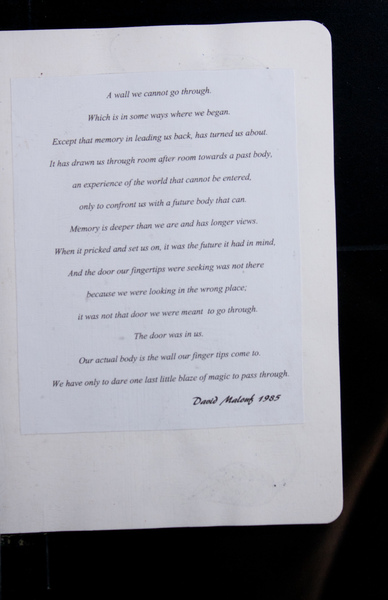 A wall we cannot go through.
Which is in some ways where we began.
Except that memory in leading us back, has turned us about.
It has drawn us through room after room towards a past body,
an experience of the world that cannot be entered,
only to confront us with a future body that can.
Memory is deeper than we are and has longer views.
When it pricked and set us on, it was the future it had in mind,
And the door our fingertips were seeking was not there
because we were looking in the wrong place;
it was not that door we were meant to go through.
The door was in us.
Our actual body is the wall our finger tips come to.
We have only to dare one last little blaze of magic to pass through.
David Malouf 1985